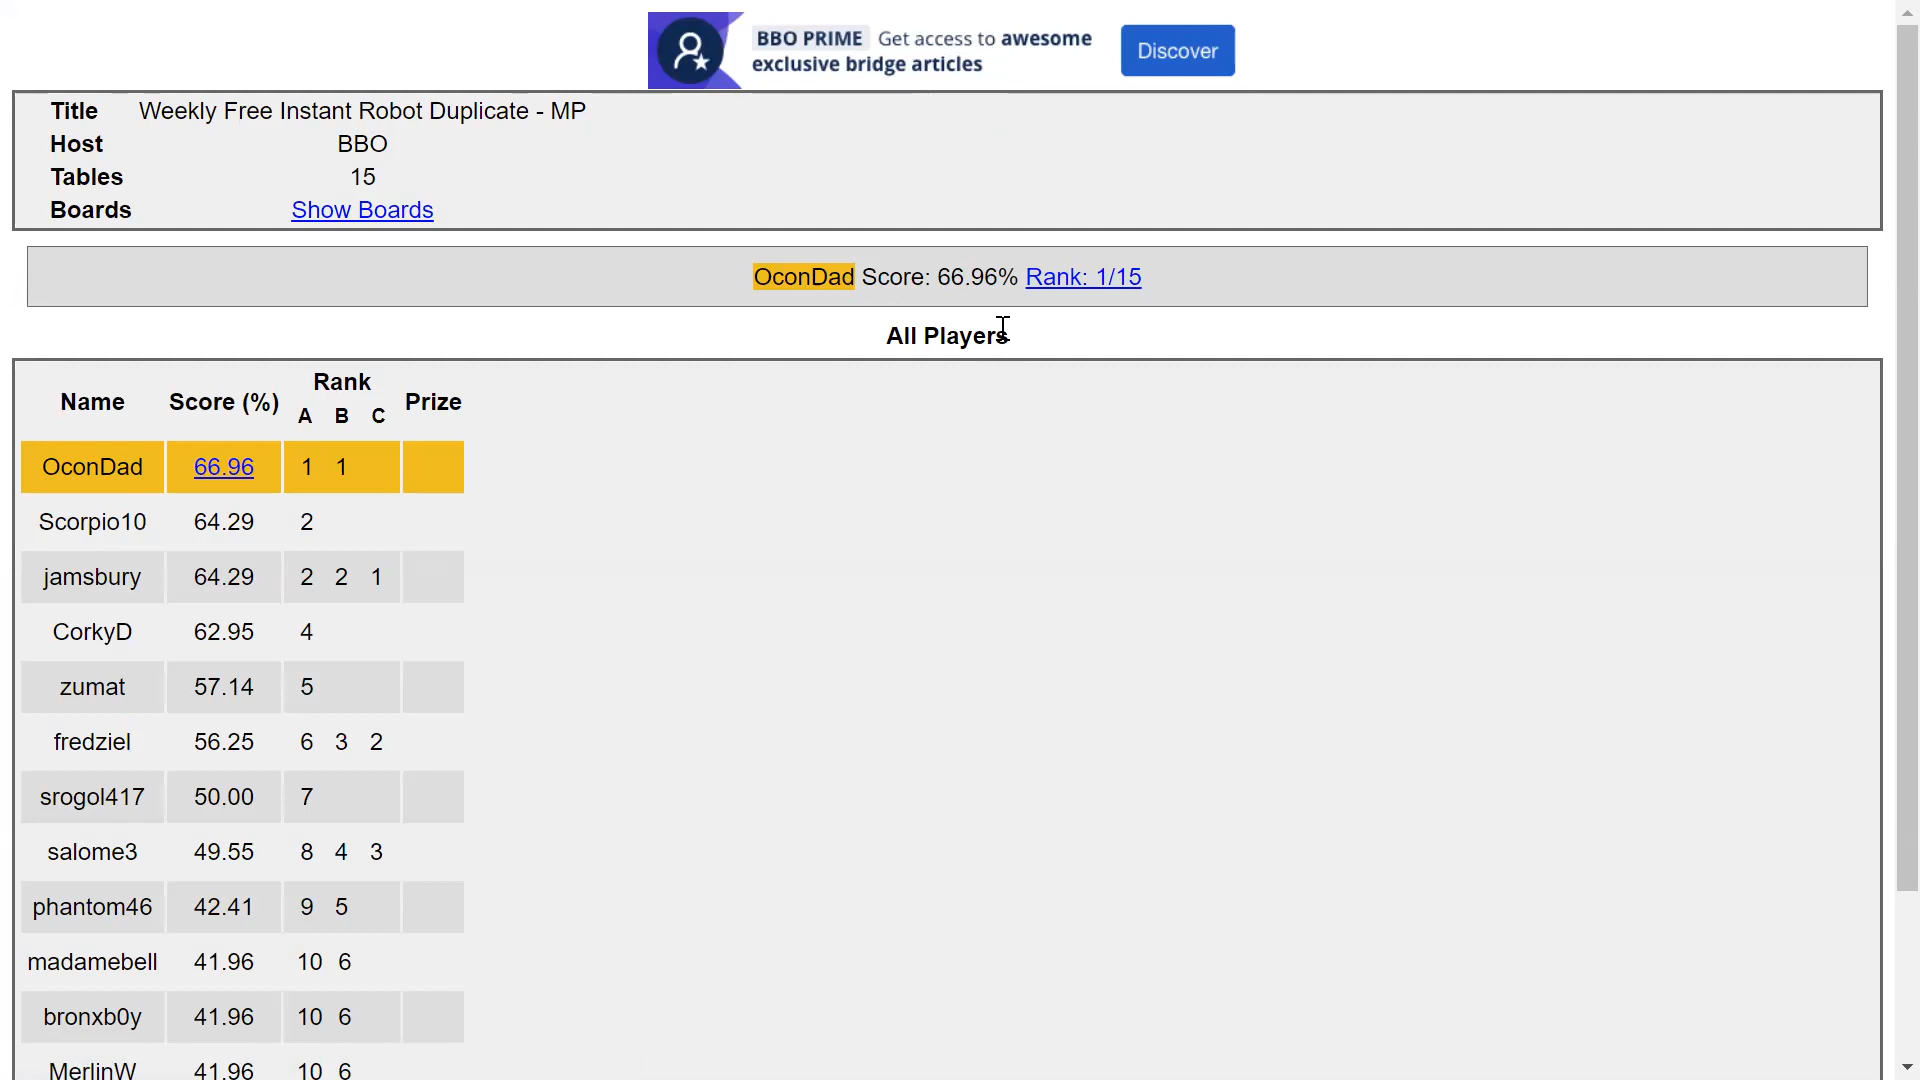 BBO PRIME Get access to awesome
exclusive bridge articles
Discover
Title Weekly Free Instant Robot Duplicate - MP
Host BBO
Tables 15
Boards Show Boards
OconDad Score: 66.96% Rank: 1/15
All Players
Name Score (%) Rank A B C Prize
OconDad 66.96 1 1
Scorpio10 64.29 2
jamsbury 64.29 2 2 1
CorkyD 62.95 4
zumat 57.14 5
fredziel 56.25 6 3 2
srogol417 50.00 7
salome3 49.55 8 4 3
phantom46 42.41 9 5
madamebell 41.96 10 6
bronxb0y 41.96 10 6
MerlinW 41.96 10 6